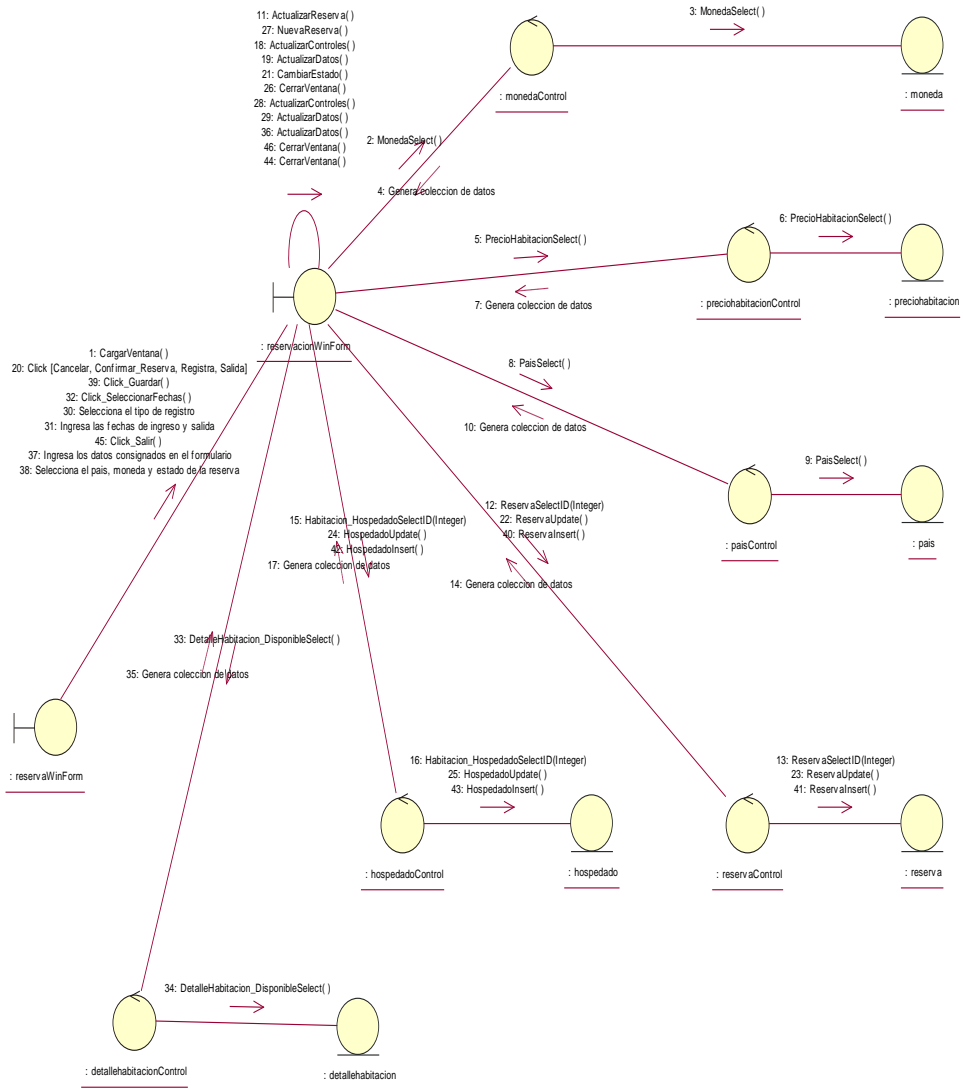 11: ActualizarReserva( )
27: NuevaReserva( )
18: ActualizarControles( )
19: ActualizarDatos( )
21: CambiarEstado( )
26: CerrarVentana( )
28: ActualizarControles( )
29: ActualizarDatos( )
36: ActualizarDatos( )
46: CerrarVentana( )
44: CerrarVentana( )
3: MonedaSelect( )
: monedaControl
: moneda
2: MonedaSelect( )
4: Genera coleccion de datos
6: PrecioHabitacionSelect( )
5: PrecioHabitacionSelect( )
7: Genera coleccion de datos
: preciohabitacionControl
: preciohabitacion
: reservacionWinForm
1: CargarVentana( )
20: Click [Cancelar, Confirmar_Reserva, Registra, Salida]
39: Click_Guardar( )
32: Click_SeleccionarFechas( )
30: Selecciona el tipo de registro
31: Ingresa las fechas de ingreso y salida
45: Click_Salir( )
37: Ingresa los datos consignados en el formulario
38: Selecciona el pais, moneda y estado de la reserva
8: PaisSelect( )
10: Genera coleccion de datos
9: PaisSelect( )
: paisControl
: pais
15: Habitacion_HospedadoSelectID(Integer)
24: HospedadoUpdate( )
42: HospedadoInsert( )
17: Genera coleccion de datos
12: ReservaSelectID(Integer)
22: ReservaUpdate( )
40: ReservaInsert( )
14: Genera coleccion de datos
33: DetalleHabitacion_DisponibleSelect( )
35: Genera coleccion de datos
: reservaWinForm
16: Habitacion_HospedadoSelectID(Integer)
25: HospedadoUpdate( )
43: HospedadoInsert( )
: hospedadoControl
: hospedado
13: ReservaSelectID(Integer)
23: ReservaUpdate( )
41: ReservaInsert( )
: reservaControl
: reserva
34: DetalleHabitacion_DisponibleSelect( )
: detallehabitacionControl
: detallehabitacion